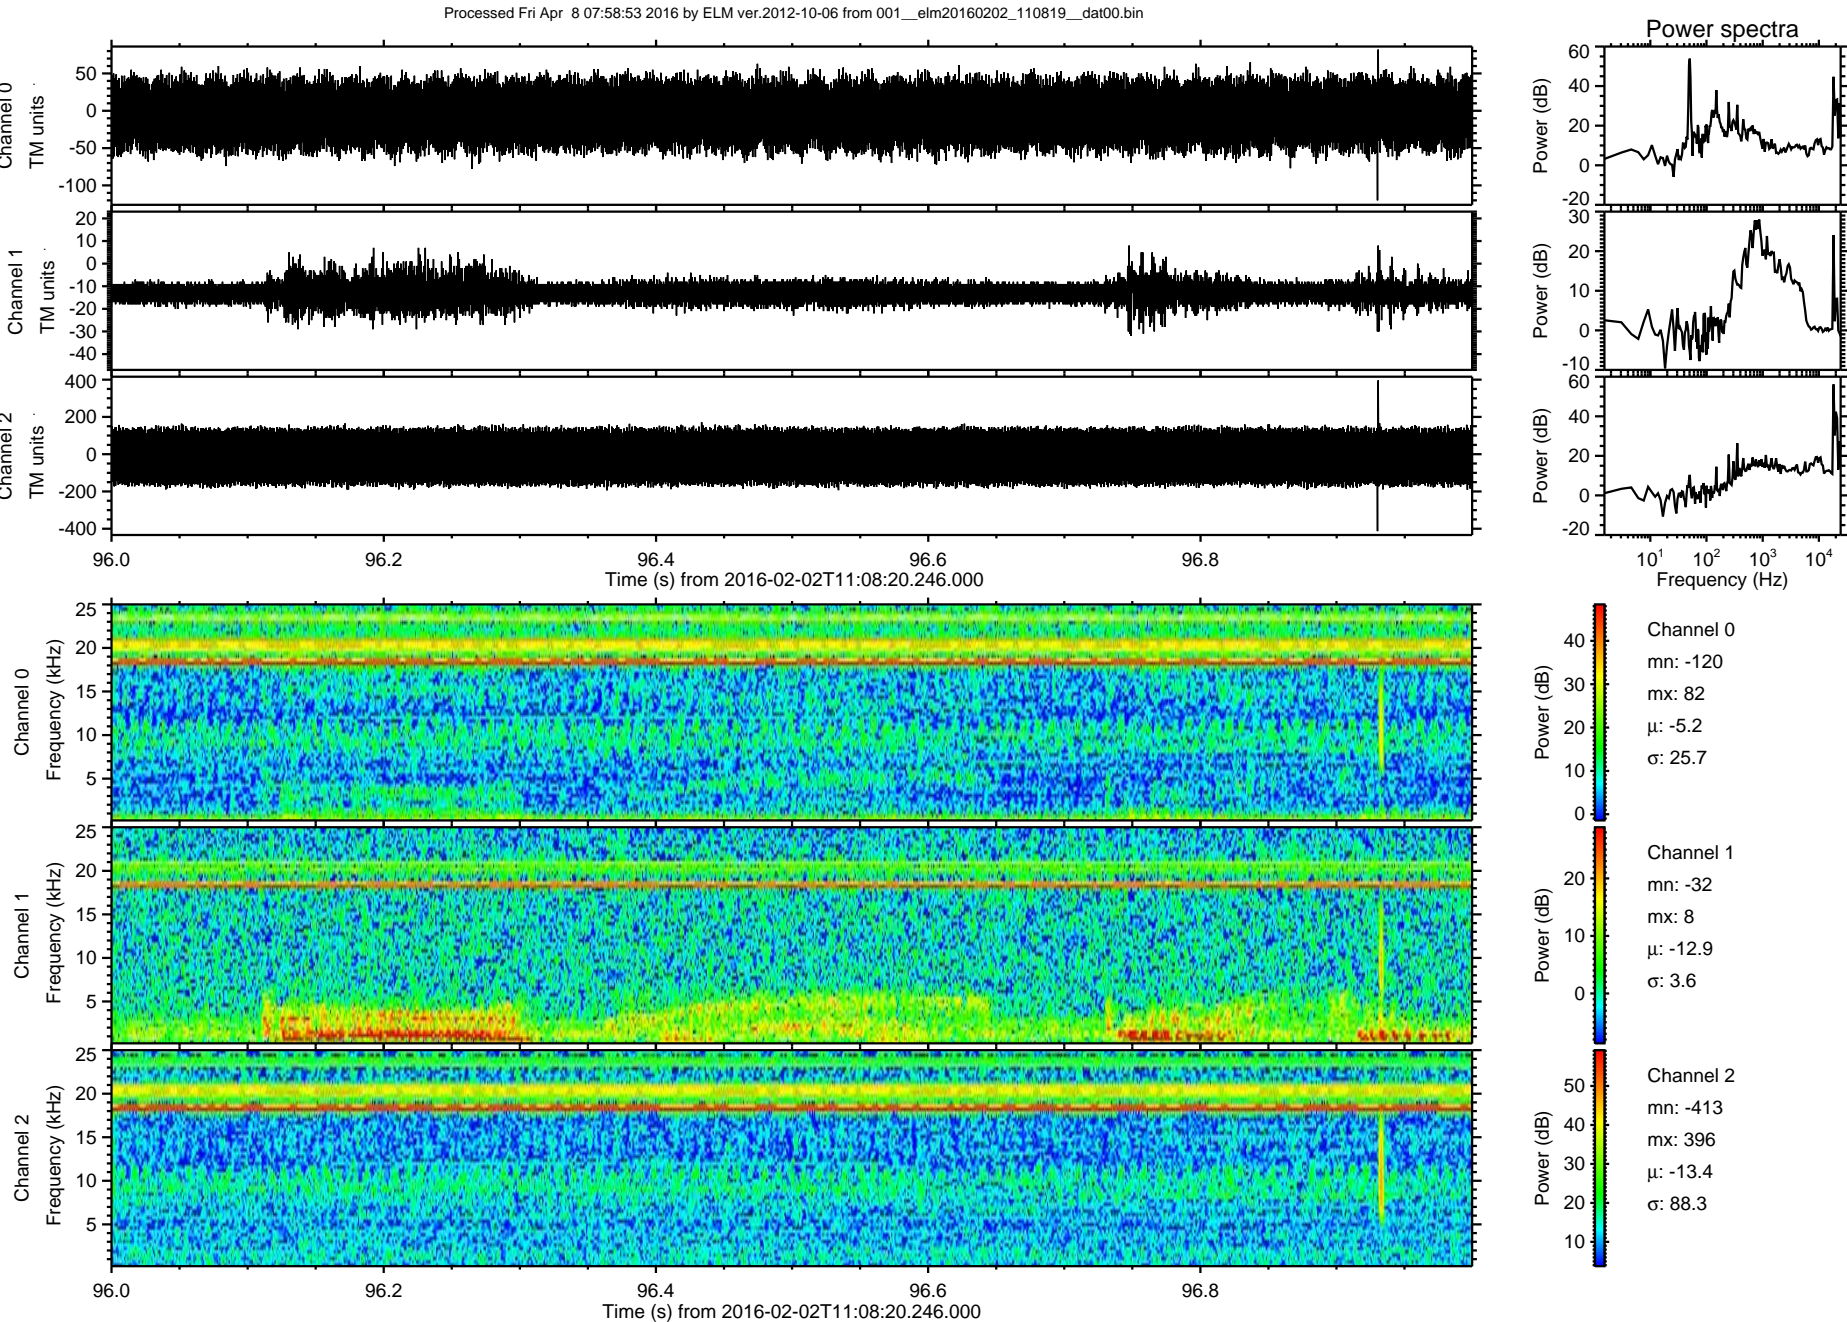 Processed Fri Apr  8 07:58:53 2016 by ELM ver.2012-10-06 from 001__elm20160202_110819__dat00.bin
Power spectra
Channel 0
TM units
50
0
-50
-100
Power (dB)
60
40
20
0
-20
Channel 1
TM units
20
10
0
-10
-20
-30
-40
Power (dB)
30
20
10
0
-10
Channel 2
TM units
400
200
0
-200
-400
Power (dB)
60
40
20
0
-20
96.0 96.2 96.4 96.6 96.8
Time (s) from 2016-02-02T11:08:20.246.000
10¹ 10² 10³ 10⁴
Frequency (Hz)
Channel 0
Frequency (kHz)
25
20
15
10
5
Power (dB)
40
30
20
10
0
Channel 0
mn: -120
mx: 82
µ: -5.2
σ: 25.7
Channel 1
Frequency (kHz)
25
20
15
10
5
Power (dB)
20
10
0
Channel 1
mn: -32
mx: 8
µ: -12.9
σ: 3.6
Channel 2
Frequency (kHz)
25
20
15
10
5
Power (dB)
50
40
30
20
10
Channel 2
mn: -413
mx: 396
µ: -13.4
σ: 88.3
96.0 96.2 96.4 96.6 96.8
Time (s) from 2016-02-02T11:08:20.246.000